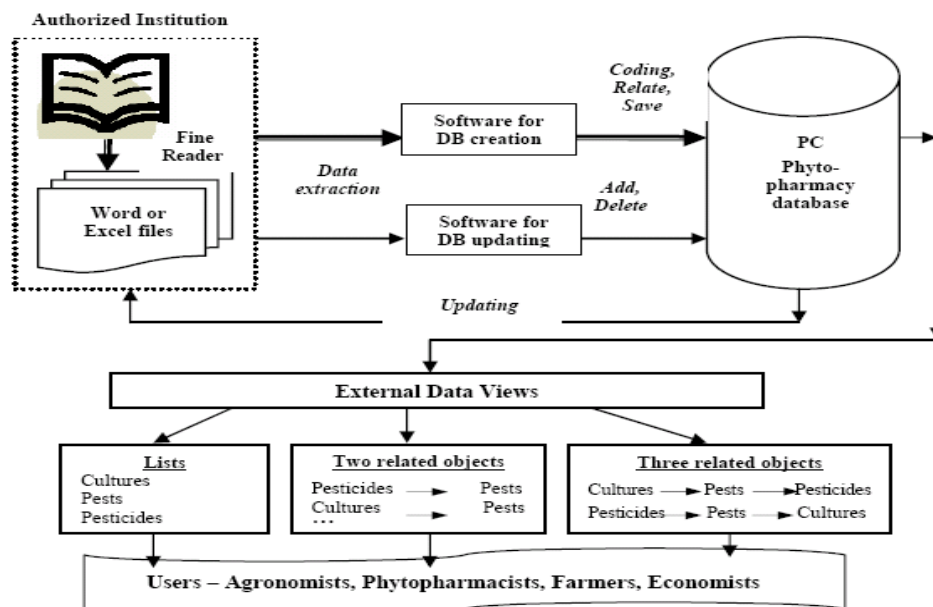 Authorized Institution
Fine
Reader
Word or
Excel files
Data
extraction
Software for
DB creation
Software for
DB updating
Coding,
Relate,
Save
Add,
Delete
PC
Phyto-
pharmacy
database
Updating
External Data Views
Lists
Cultures
Pests
Pesticides
Two related objects
Pesticides → Pests
Cultures → Pests
...
Three related objects
Cultures → Pests → Pesticides
Pesticides → Pests → Cultures
Users – Agronomists, Phytopharmacists, Farmers, Economists